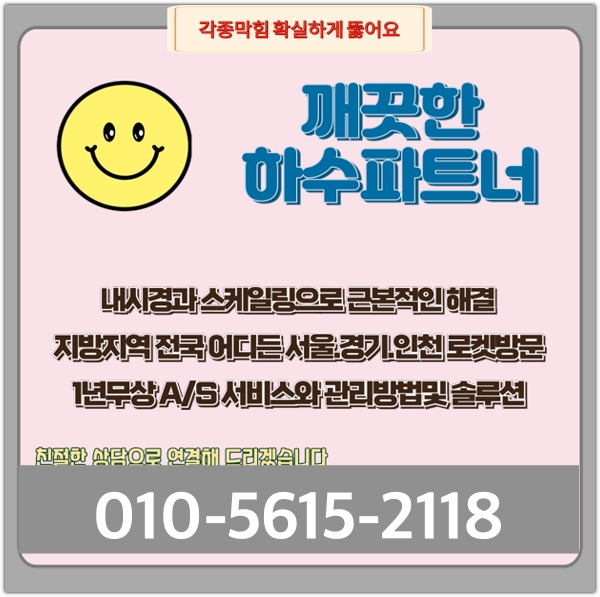 각종막힘 확실하게 뚫어요
깨끗한
하수파트너
내시경과 스케일링으로 근본적인 해결
지방지역 전국 어디든 서울.경기.인천 로켓방문
1년무상 A/S 서비스와 관리방법및 솔루션
친절한 상담으로 연결해 드리겠습니다
010-5615-2118